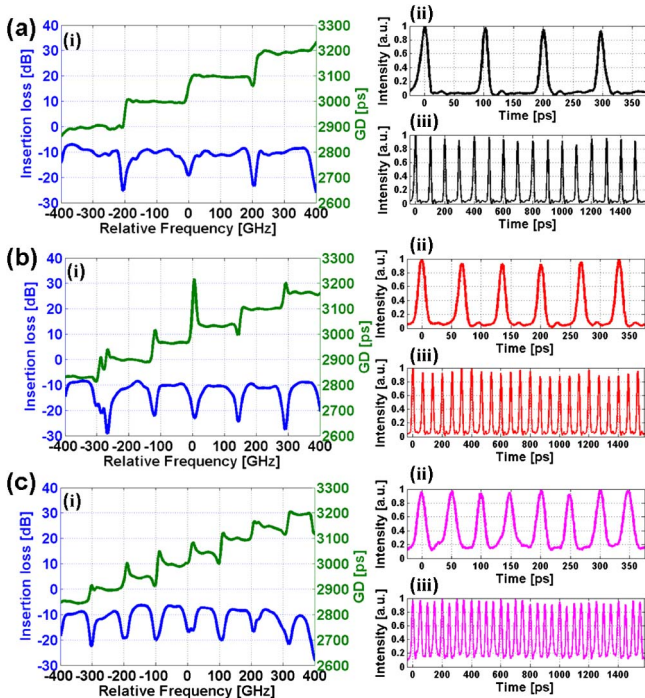 (a)
(i)
Insertion loss [dB]
40
30
20
10
0
-10
-20
-30
-400 -300 -200 -100 0 100 200 300 400
Relative Frequency [GHz]
3300
3200
3100
3000
2900
2800
2700
2600
GD [ps]
(ii)
Intensity [a.u.]
1
0.8
0.6
0.4
0.2
0
0 50 100 150 200 250 300 350
Time [ps]
(iii)
Intensity [a.u.]
1
0.8
0.6
0.4
0.2
0
0 200 400 600 800 1000 1200 1400
Time [ps]
(b)
(i)
Insertion loss [dB]
40
30
20
10
0
-10
-20
-30
-400 -300 -200 -100 0 100 200 300 400
Relative Frequency [GHz]
3300
3200
3100
3000
2900
2800
2700
2600
GD [ps]
(ii)
Intensity [a.u.]
1
0.8
0.6
0.4
0.2
0
0 50 100 150 200 250 300 350
Time [ps]
(iii)
Intensity [a.u.]
1
0.8
0.6
0.4
0.2
0
0 200 400 600 800 1000 1200 1400
Time [ps]
(c)
(i)
Insertion loss [dB]
40
30
20
10
0
-10
-20
-30
-400 -300 -200 -100 0 100 200 300 400
Relative Frequency [GHz]
3300
3200
3100
3000
2900
2800
2700
2600
GD [ps]
(ii)
Intensity [a.u.]
1
0.8
0.6
0.4
0.2
0
0 50 100 150 200 250 300 350
Time [ps]
(iii)
Intensity [a.u.]
1
0.8
0.6
0.4
0.2
0
0 200 400 600 800 1000 1200 1400
Time [ps]